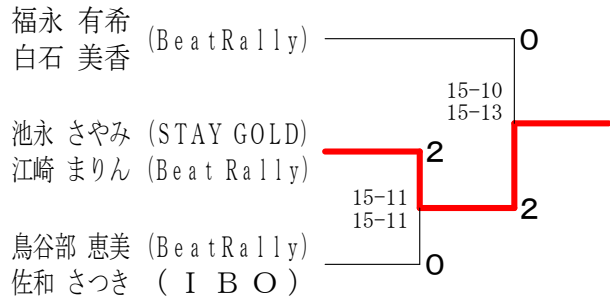 福永 有希 (BeatRally)
白石 美香
0
15-10
15-13
池永 さやみ (STAY GOLD)
江崎 まりん (Beat Rally)
2
15-11
15-11
2
鳥谷部 恵美 (BeatRally)
佐和 さつき (ＩＢＯ)
0